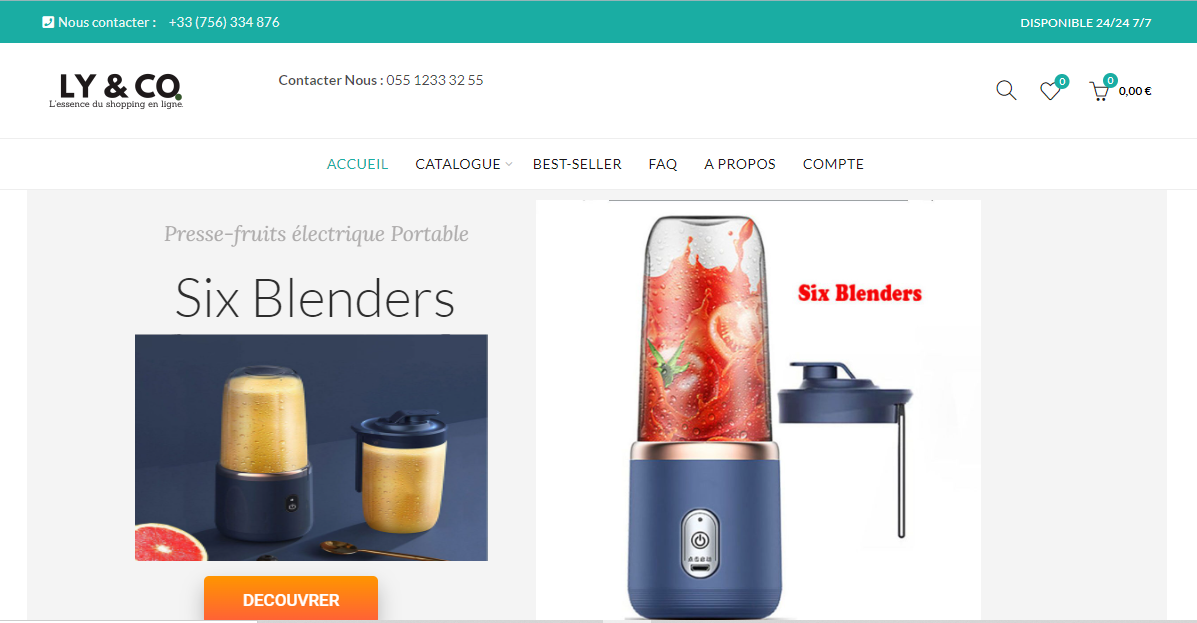 Nous contacter : +33 (756) 334 876
DISPONIBLE 24/24 7/7
LY & CO.
L'essence du shopping en ligne.
Contacter Nous : 055 1233 32 55
0
0
0,00 €
ACCUEIL CATALOGUE BEST-SELLER FAQ A PROPOS COMPTE
Presse-fruits électrique Portable
Six Blenders
Six Blenders
DECOUVRER